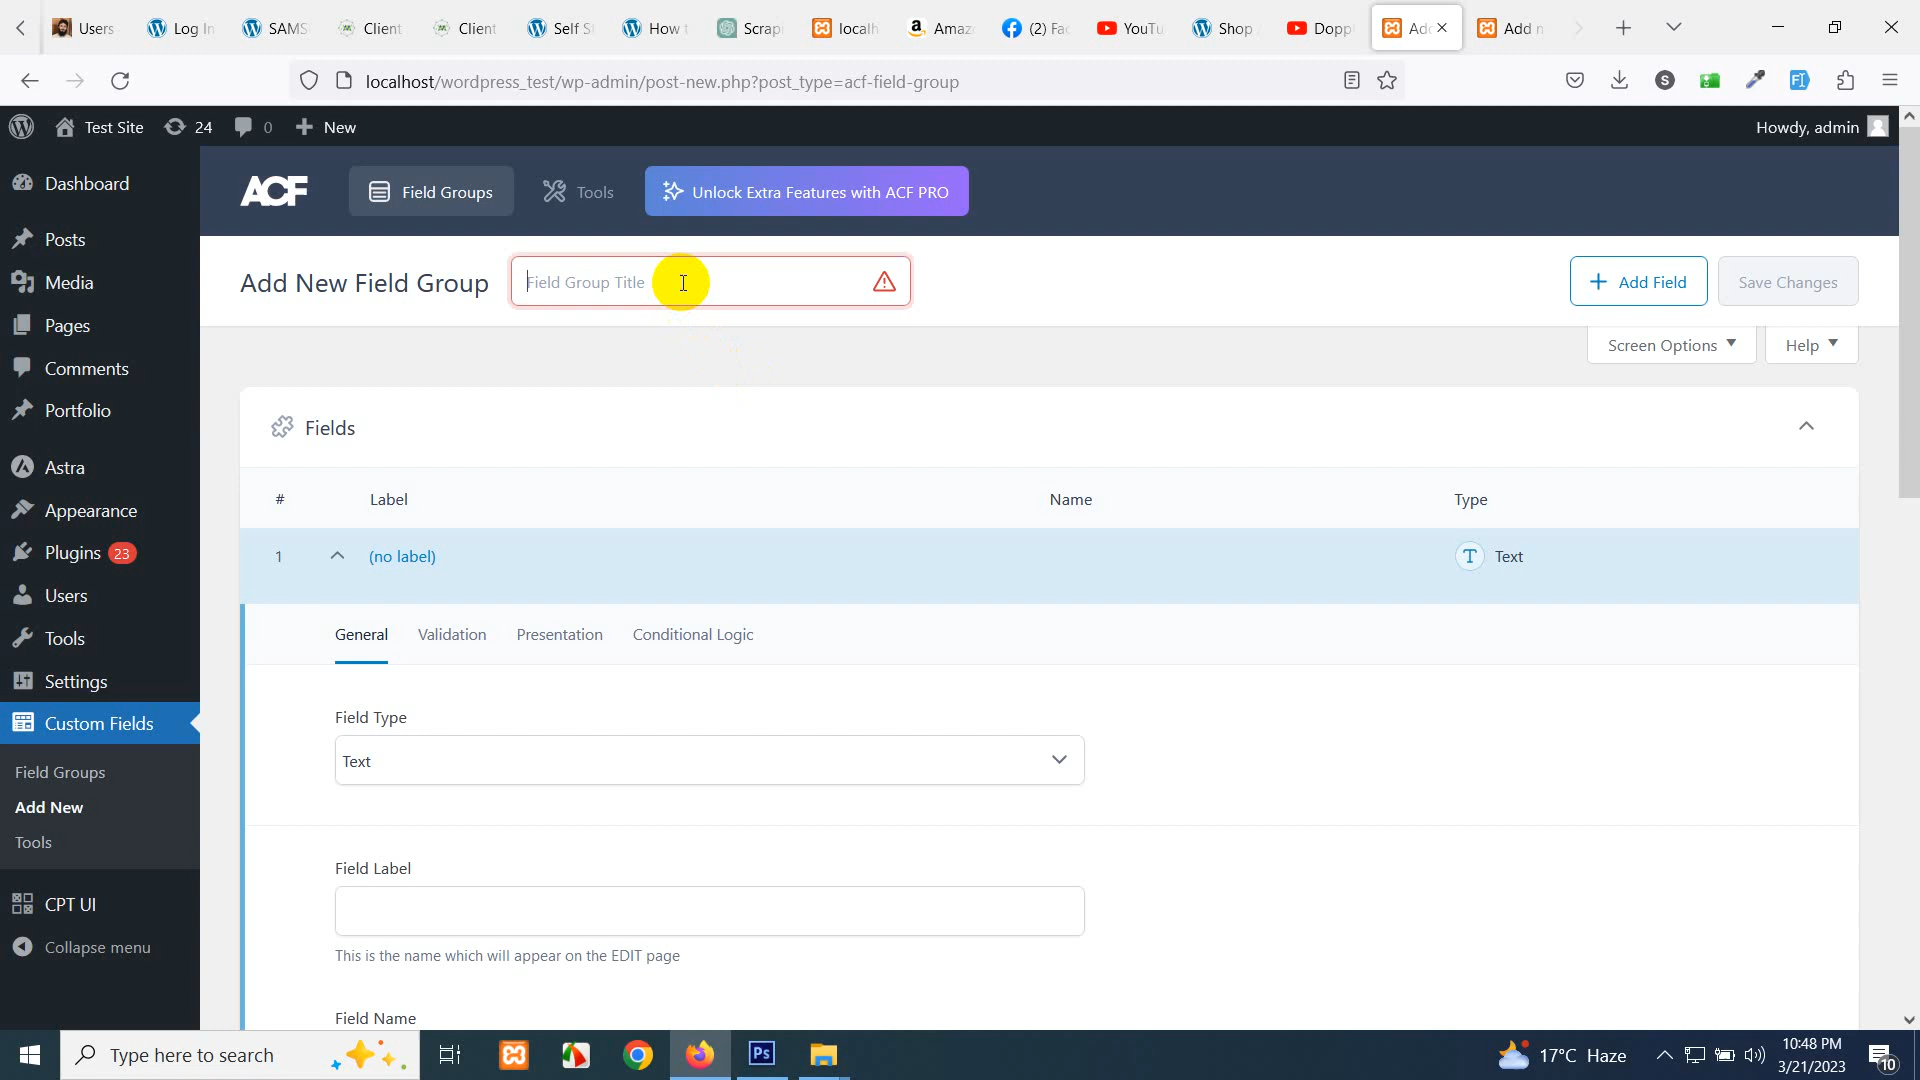 Users
Log In
SAMS
Client
Client
Self S
How t
Scrap
localh
Amaz
(2) Fa
YouTu
Shop
Dopp
Add
Add n
localhost/wordpress_test/wp-admin/post-new.php?post_type=acf-field-group
Test Site
24
0
New
Howdy, admin
ACF
Field Groups
Tools
Unlock Extra Features with ACF PRO
Add New Field Group
Field Group Title
Add Field
Save Changes
Screen Options
Help
Dashboard
Posts
Media
Pages
Comments
Portfolio
Astra
Appearance
Plugins 23
Users
Tools
Settings
Custom Fields
Field Groups
Add New
Tools
CPT UI
Collapse menu
Fields
# Label Name Type
1 (no label) Text
General Validation Presentation Conditional Logic
Field Type
Text
Field Label
This is the name which will appear on the EDIT page
Field Name
Type here to search
Ps
17°C Haze
10:48 PM
3/21/2023
10